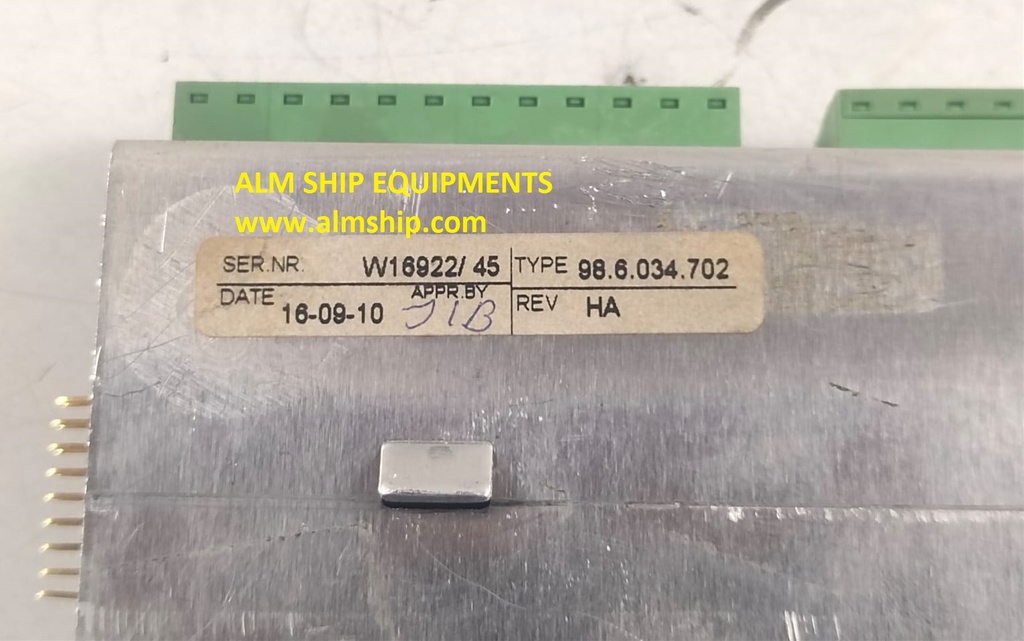 ALM SHIP EQUIPMENTS
www.almship.com
SER.NR. W16922/ 45 TYPE 98.6.034.702
DATE 16-09-10 APPR.BY JIB REV HA